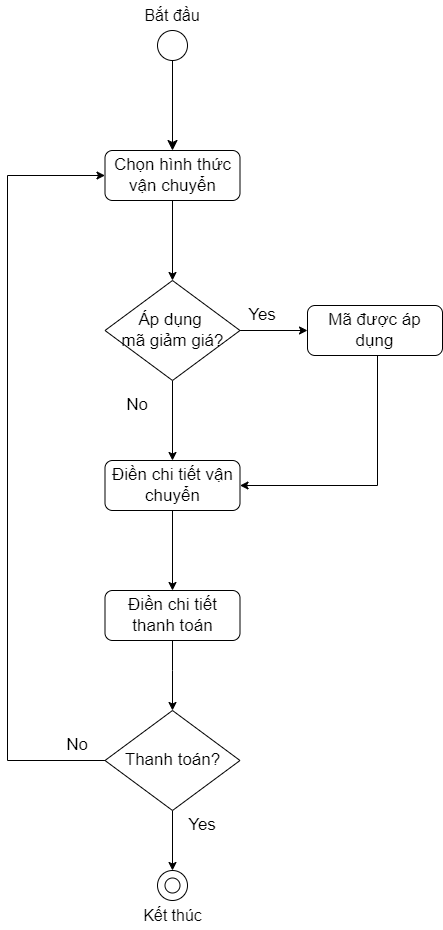 Bắt đầu
Chọn hình thức
vận chuyển
Áp dụng
mã giảm giá?
Yes
Mã được áp
dụng
No
Điền chi tiết vận
chuyển
Điền chi tiết
thanh toán
No
Thanh toán?
Yes
Kết thúc